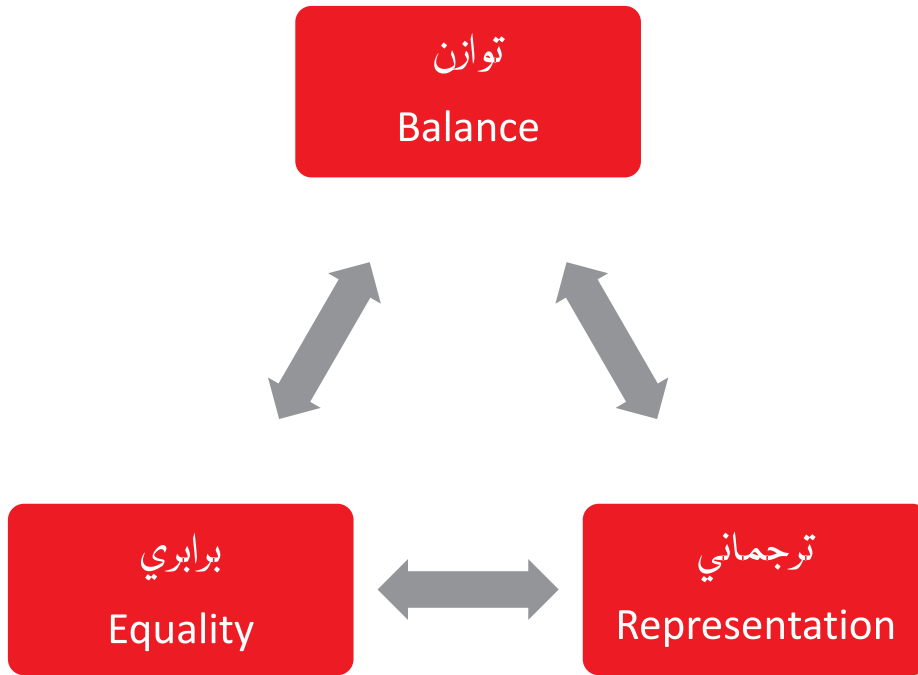 توازن
Balance
برابري
Equality
ترجماني
Representation